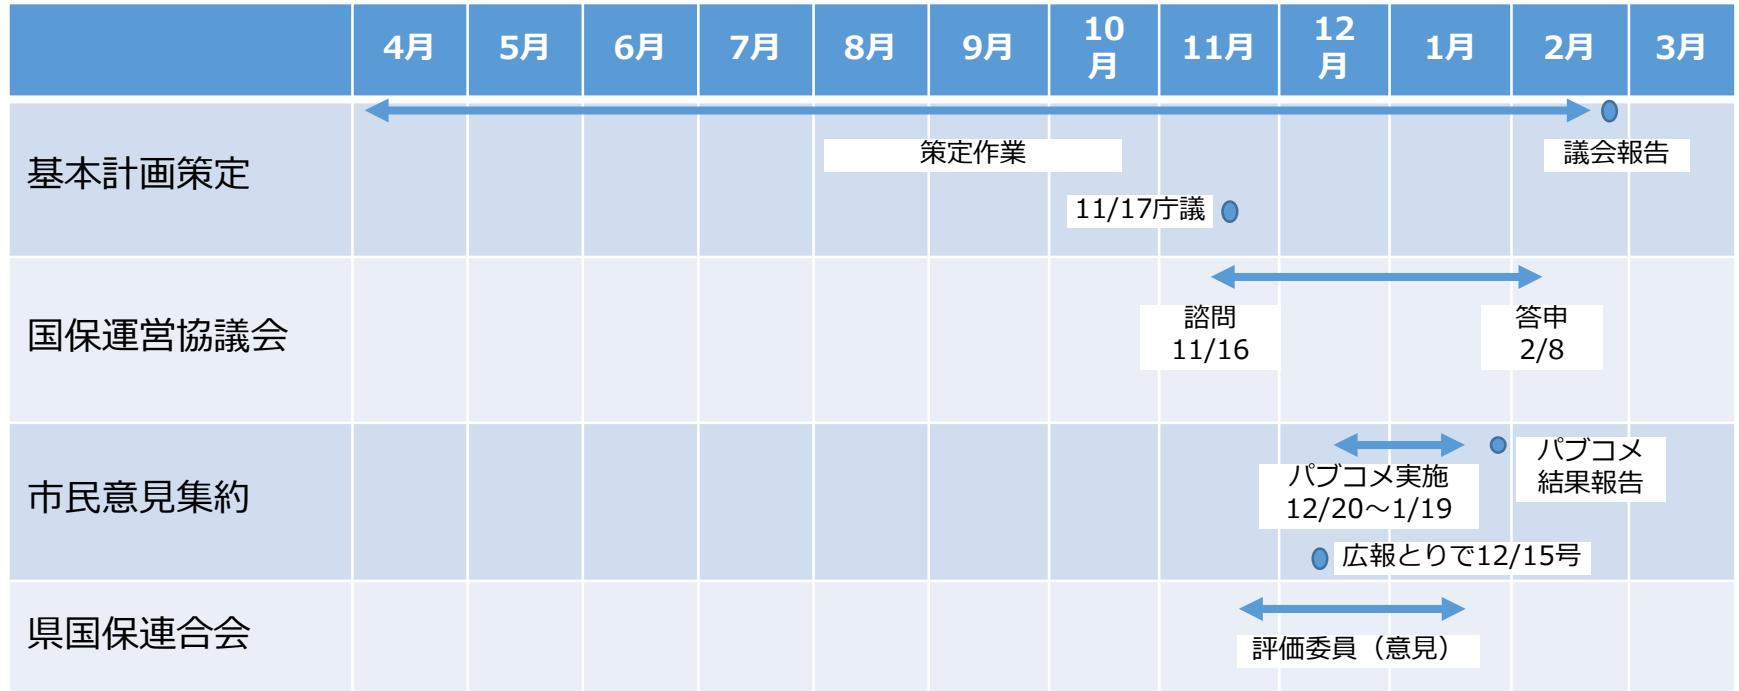 4月 5月 6月 7月 8月 9月 10月 11月 12月 1月 2月 3月
基本計画策定
策定作業
議会報告
11/17庁議
国保運営協議会
諮問
11/16
答申
2/8
市民意見集約
パブコメ実施
12/20～1/19
パブコメ
結果報告
広報とりで12/15号
県国保連合会
評価委員（意見）